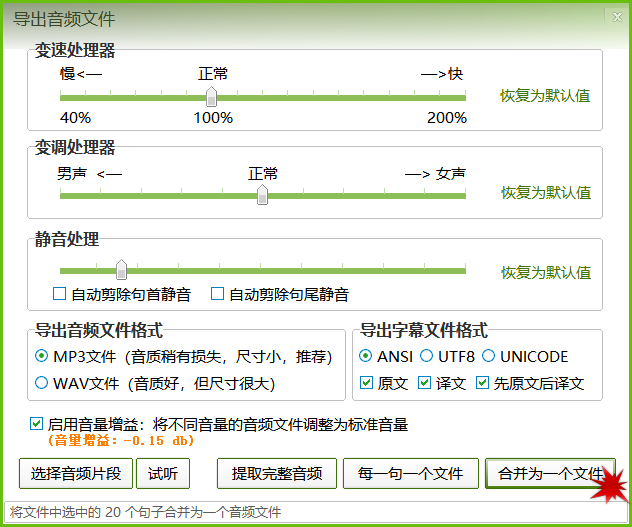 导出音频文件
变速处理器
慢<— 正常 —>快
恢复为默认值
40% 100% 200%
变调处理器
男声 <— 正常 —> 女声
恢复为默认值
静音处理
恢复为默认值
自动剪除句首静音 自动剪除句尾静音
导出音频文件格式 导出字幕文件格式
MP3文件（音质稍有损失，尺寸小，推荐） ANSI UTF8 UNICODE
WAV文件（音质好，但尺寸很大） 原文 译文 先原文后译文
启用音量增益：将不同音量的音频文件调整为标准音量
(音量增益：-0.15 db)
选择音频片段 试听 提取完整音频 每一句一个文件 合并为一个文件
将文件中选中的 20 个句子合并为一个音频文件